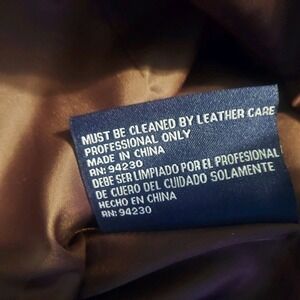 MUST BE CLEANED BY LEATHER CARE
PROFESSIONAL ONLY
MADE IN CHINA
RN: 94230
DEBE SER LIMPIADO POR EL PROFESIONAL
DE CUERO DEL CUIDADO SOLAMENTE
HECHO EN CHINA
RN: 94230